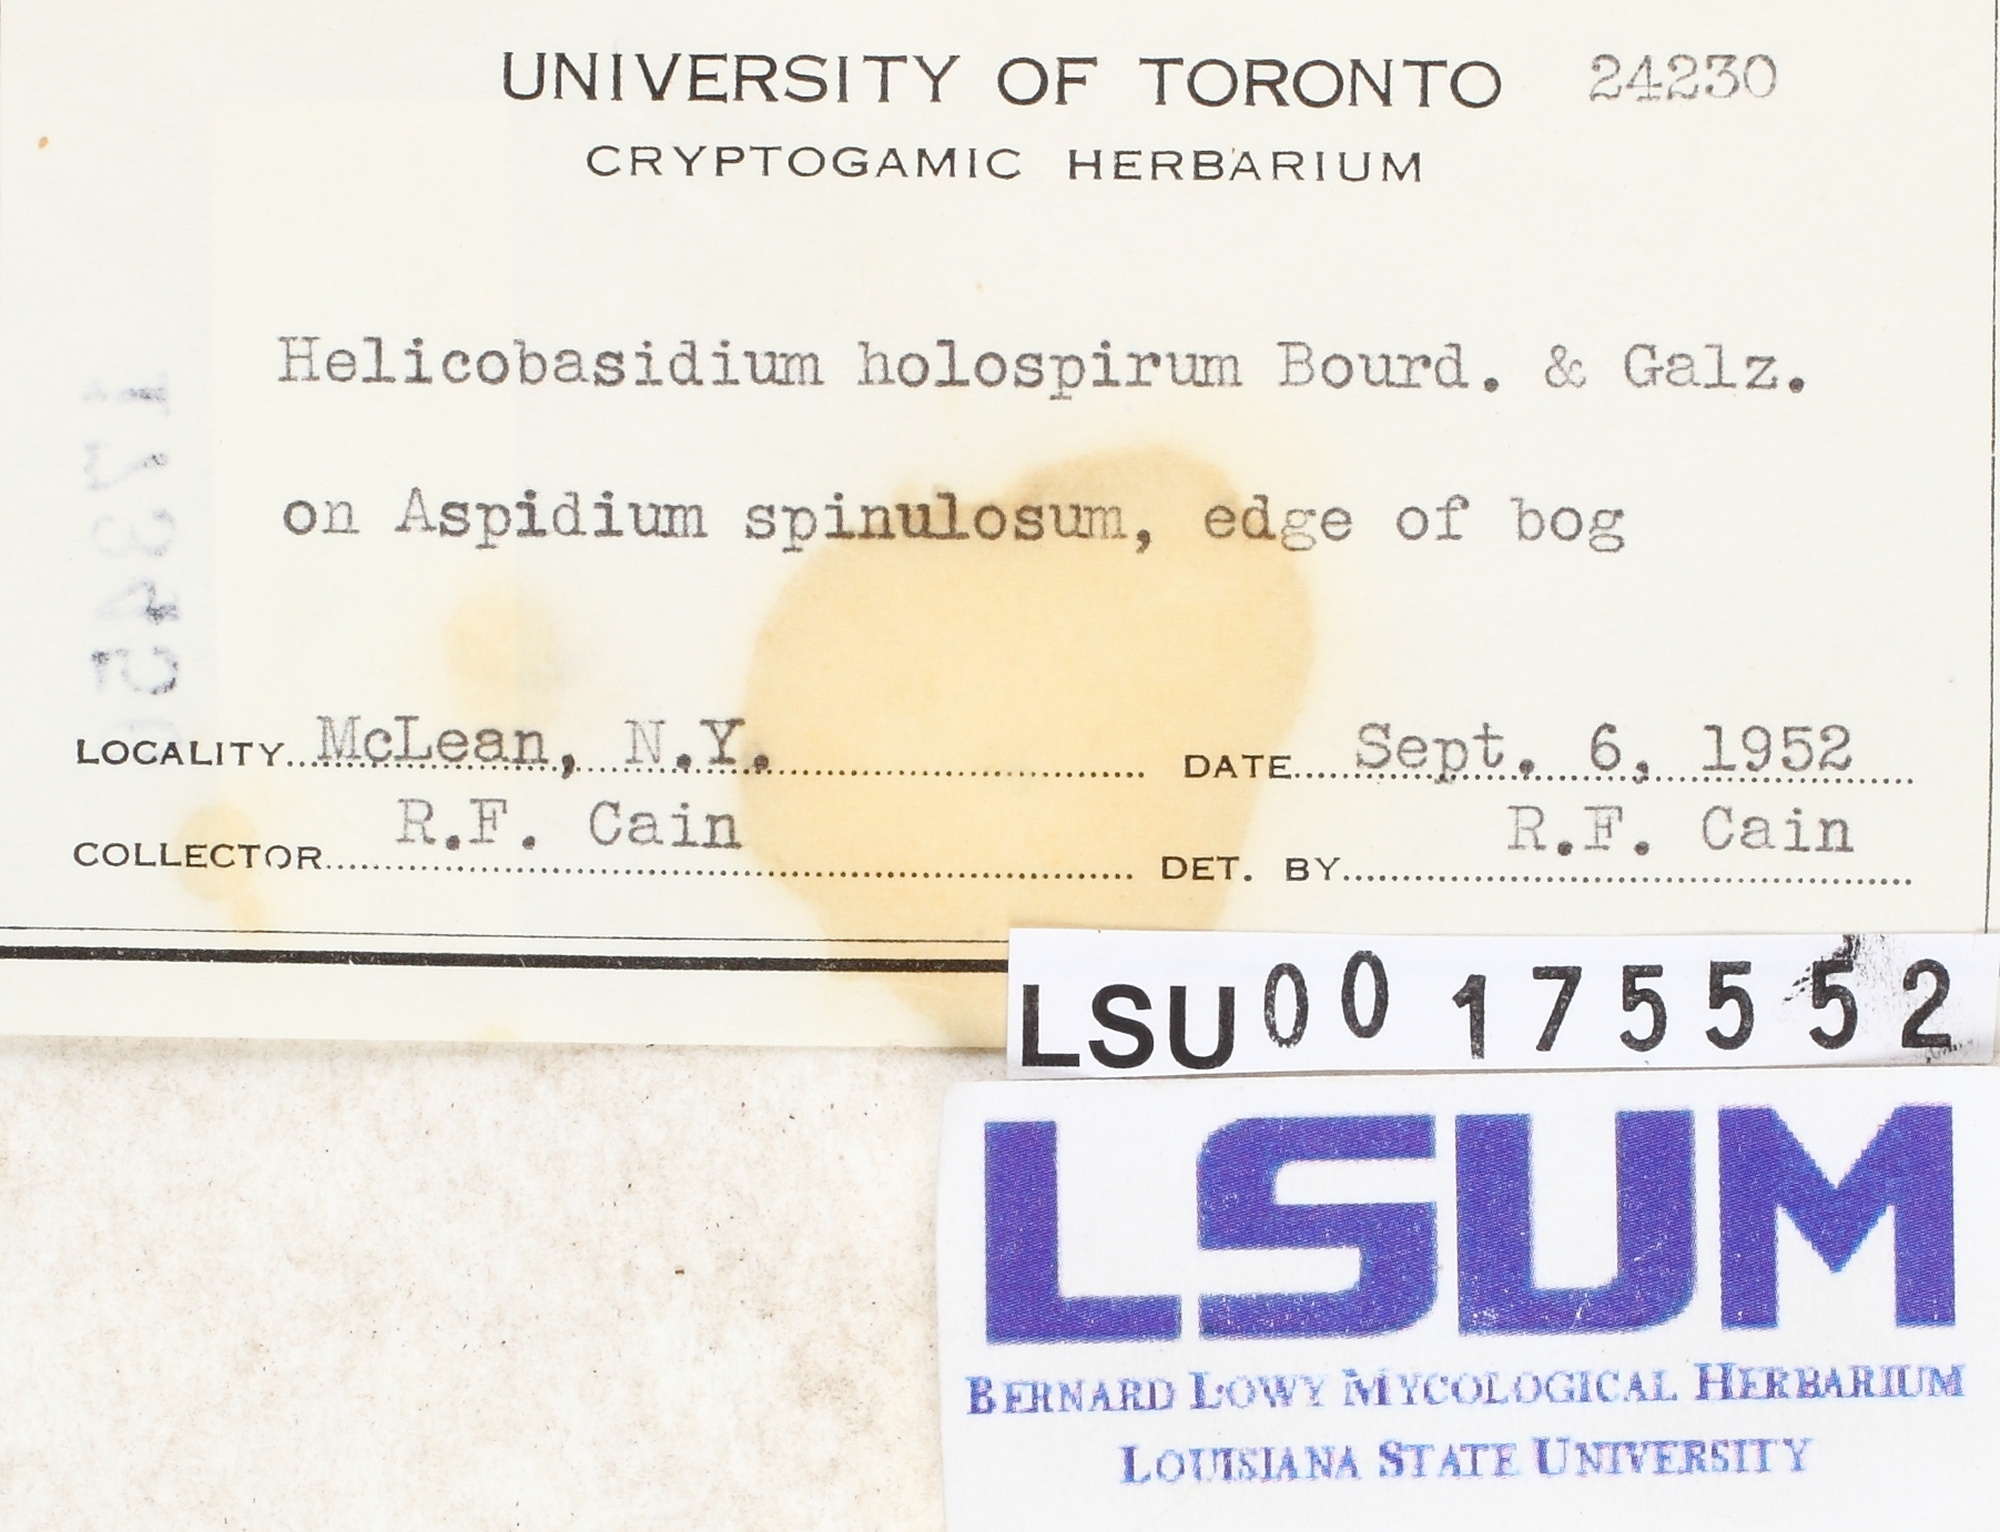 UNIVERSITY OF TORONTO 24230
CRYPTOGAMIC HERBARIUM
Helicobasidium holospirum Bourd. & Galz.
on Aspidium spinulosum, edge of bog
LOCALITY McLean, N.Y. DATE Sept. 6, 1952
COLLECTOR R.F. Cain DET. BY R.F. Cain
LSU00175552
LSUM
BERNARD LOWY MYCOLOGICAL HERBARIUM
LOUISIANA STATE UNIVERSITY